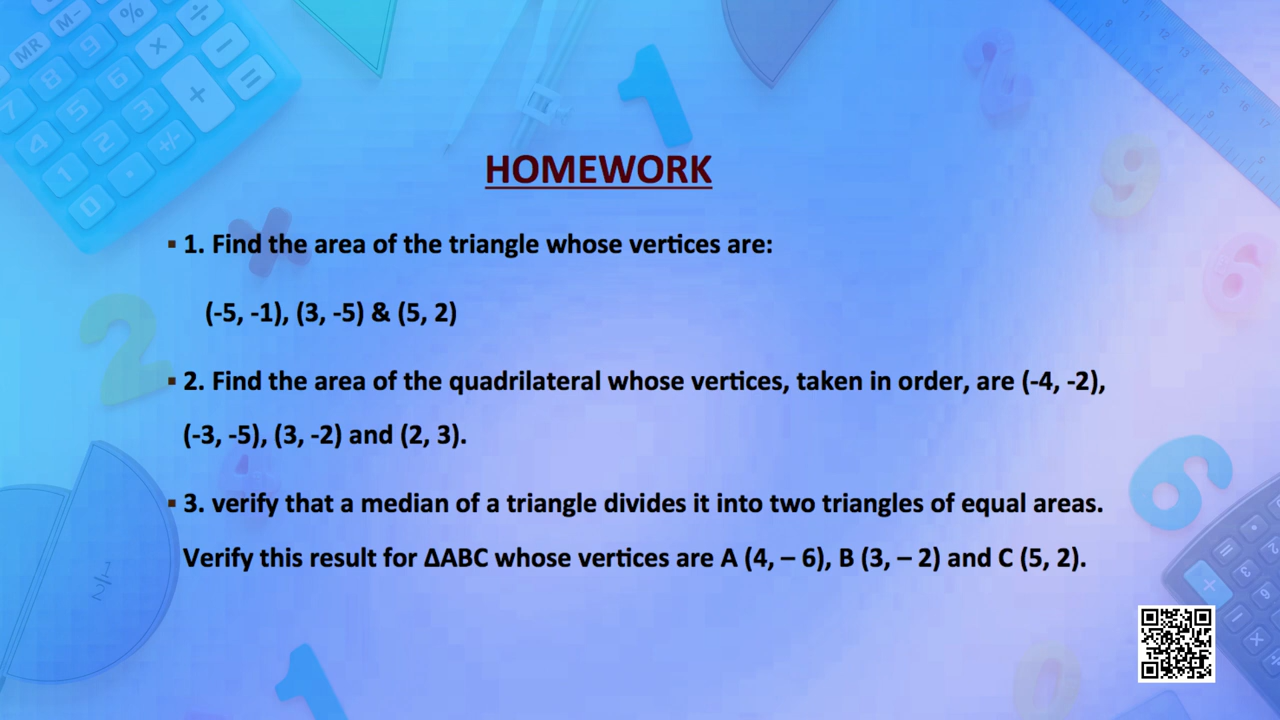 HOMEWORK
▪ 1. Find the area of the triangle whose vertices are:
(-5, -1), (3, -5) & (5, 2)
▪ 2. Find the area of the quadrilateral whose vertices, taken in order, are (-4, -2),
(-3, -5), (3, -2) and (2, 3).
▪ 3. verify that a median of a triangle divides it into two triangles of equal areas.
Verify this result for ΔABC whose vertices are A (4, – 6), B (3, – 2) and C (5, 2).